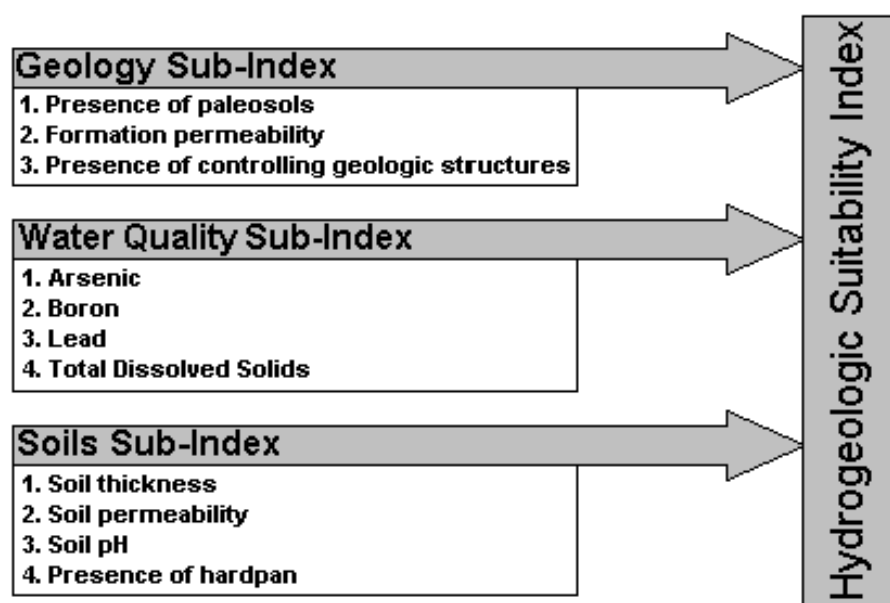 Geology Sub-Index
1. Presence of paleosols
2. Formation permeability
3. Presence of controlling geologic structures
Water Quality Sub-Index
1. Arsenic
2. Boron
3. Lead
4. Total Dissolved Solids
Soils Sub-Index
1. Soil thickness
2. Soil permeability
3. Soil pH
4. Presence of hardpan
Hydrogeologic Suitability Index